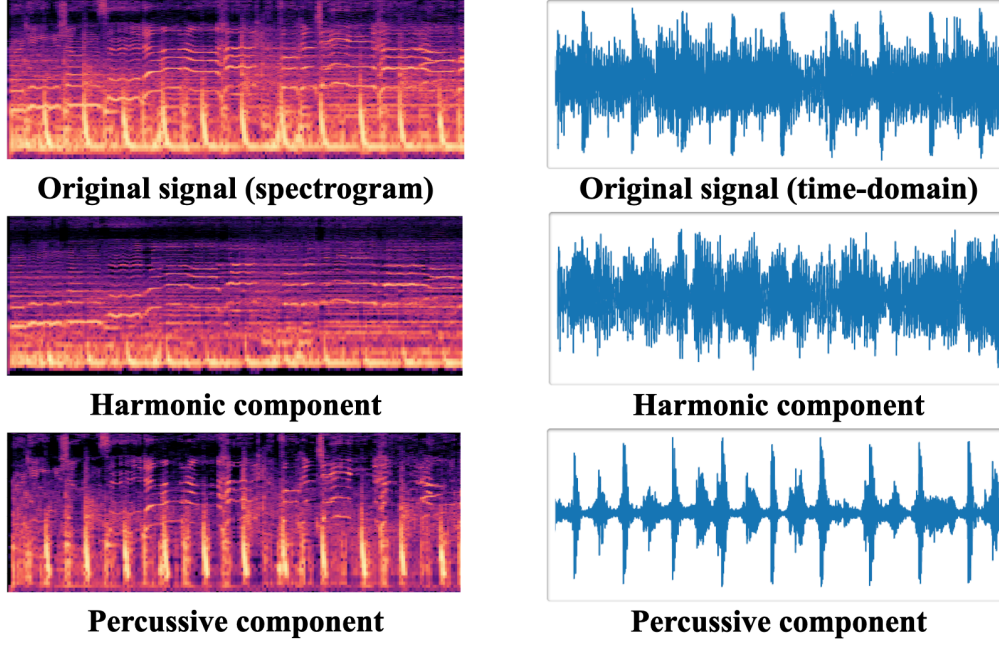 Original signal (spectrogram)
Original signal (time-domain)
Harmonic component
Harmonic component
Percussive component
Percussive component